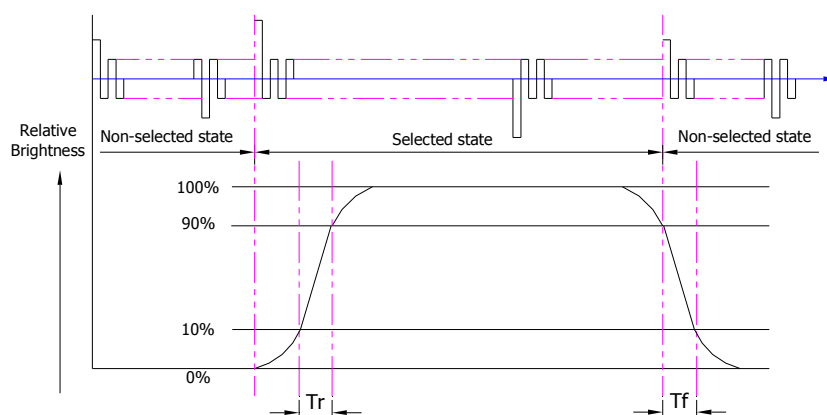 Relative
Brightness
Non-selected state
Selected state
Non-selected state
100%
90%
10%
0%
Tr
Tf